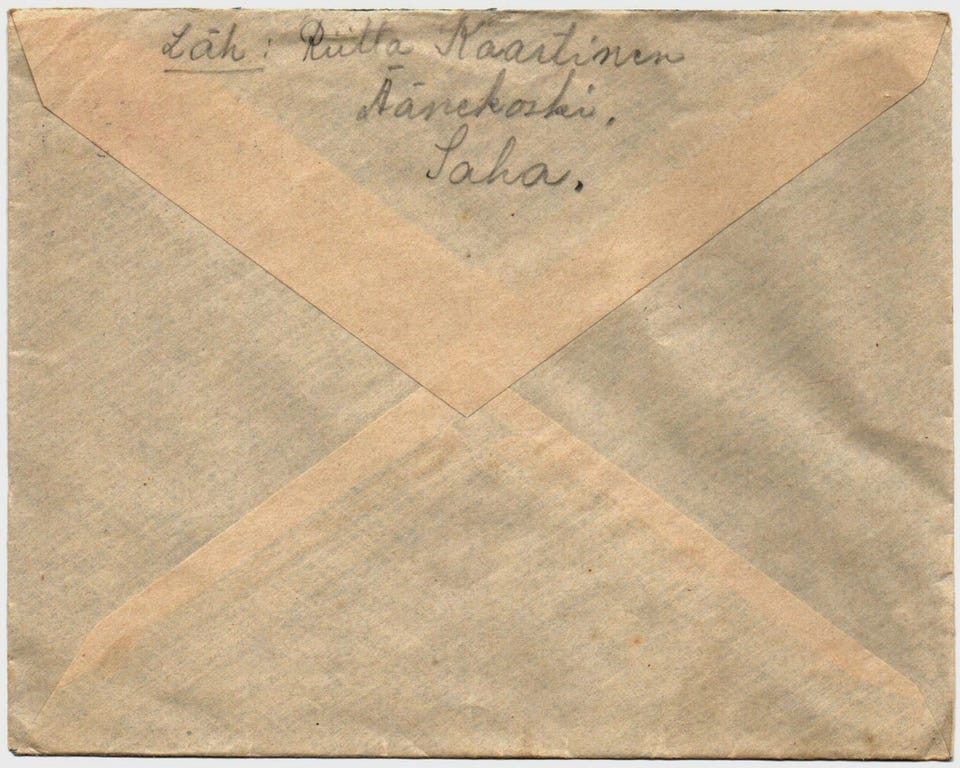 Läh: Riitta Kaartinen
Äänekoski.
Saha.